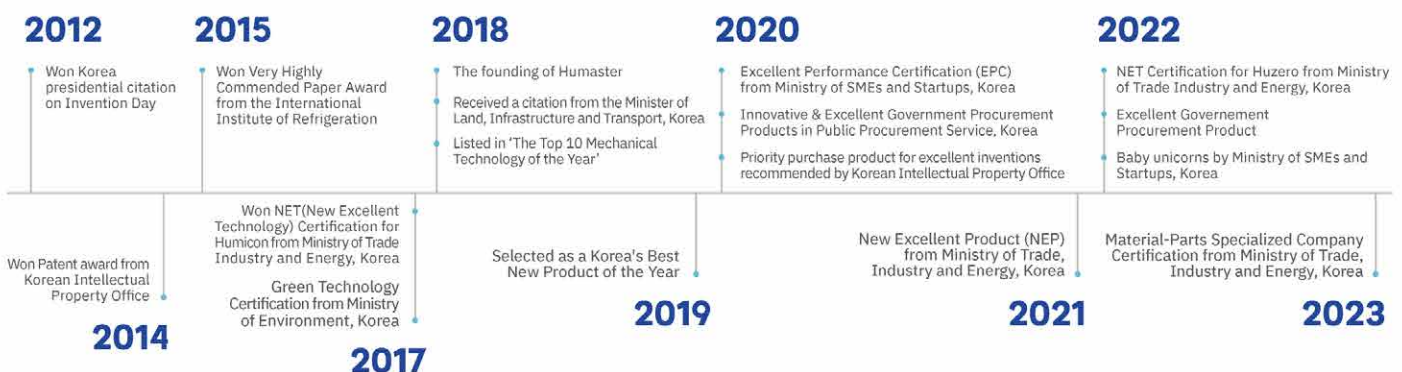 2012
Won Korea
presidential citation
on Invention Day
2015
Won Very Highly
Commended Paper Award
from the International
Institute of Refrigeration
2018
The founding of Humaster
Received a citation from the Minister of
Land, Infrastructure and Transport, Korea
Listed in ‘The Top 10 Mechanical
Technology of the Year’
2020
Excellent Performance Certification (EPC)
from Ministry of SMEs and Startups, Korea
Innovative & Excellent Government Procurement
Products in Public Procurement Service, Korea
Priority purchase product for excellent inventions
recommended by Korean Intellectual Property Office
2022
NET Certification for Huzero from Ministry
of Trade Industry and Energy, Korea
Excellent Governement
Procurement Product
Baby unicorns by Ministry of SMEs and
Startups, Korea
Won Patent award from
Korean Intellectual
Property Office
2014
Won NET(New Excellent
Technology) Certification for
Humicon from Ministry of Trade
Industry and Energy, Korea
Green Technology
Certification from Ministry
of Environment, Korea
2017
Selected as a Korea's Best
New Product of the Year
2019
New Excellent Product (NEP)
from Ministry of Trade,
Industry and Energy, Korea
2021
Material-Parts Specialized Company
Certification from Ministry of Trade,
Industry and Energy, Korea
2023